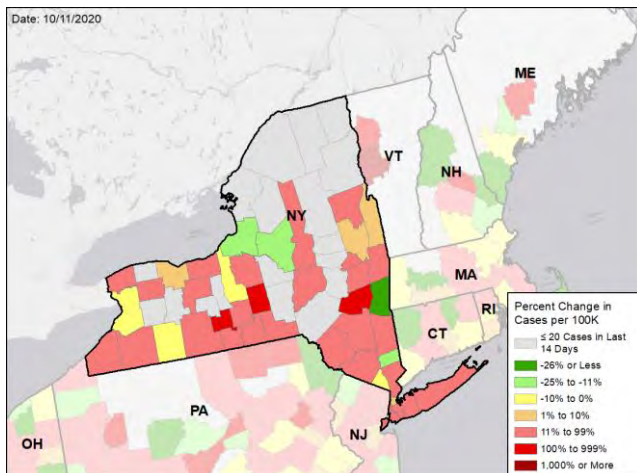 Date: 10/11/2020
ME
VT
NH
NY
MA
RI
CT
PA
NJ
OH
Percent Change in
Cases per 100K
≤ 20 Cases in Last
14 Days
-26% or Less
-25% to -11%
-10% to 0%
1% to 10%
11% to 99%
100% to 999%
1,000% or More